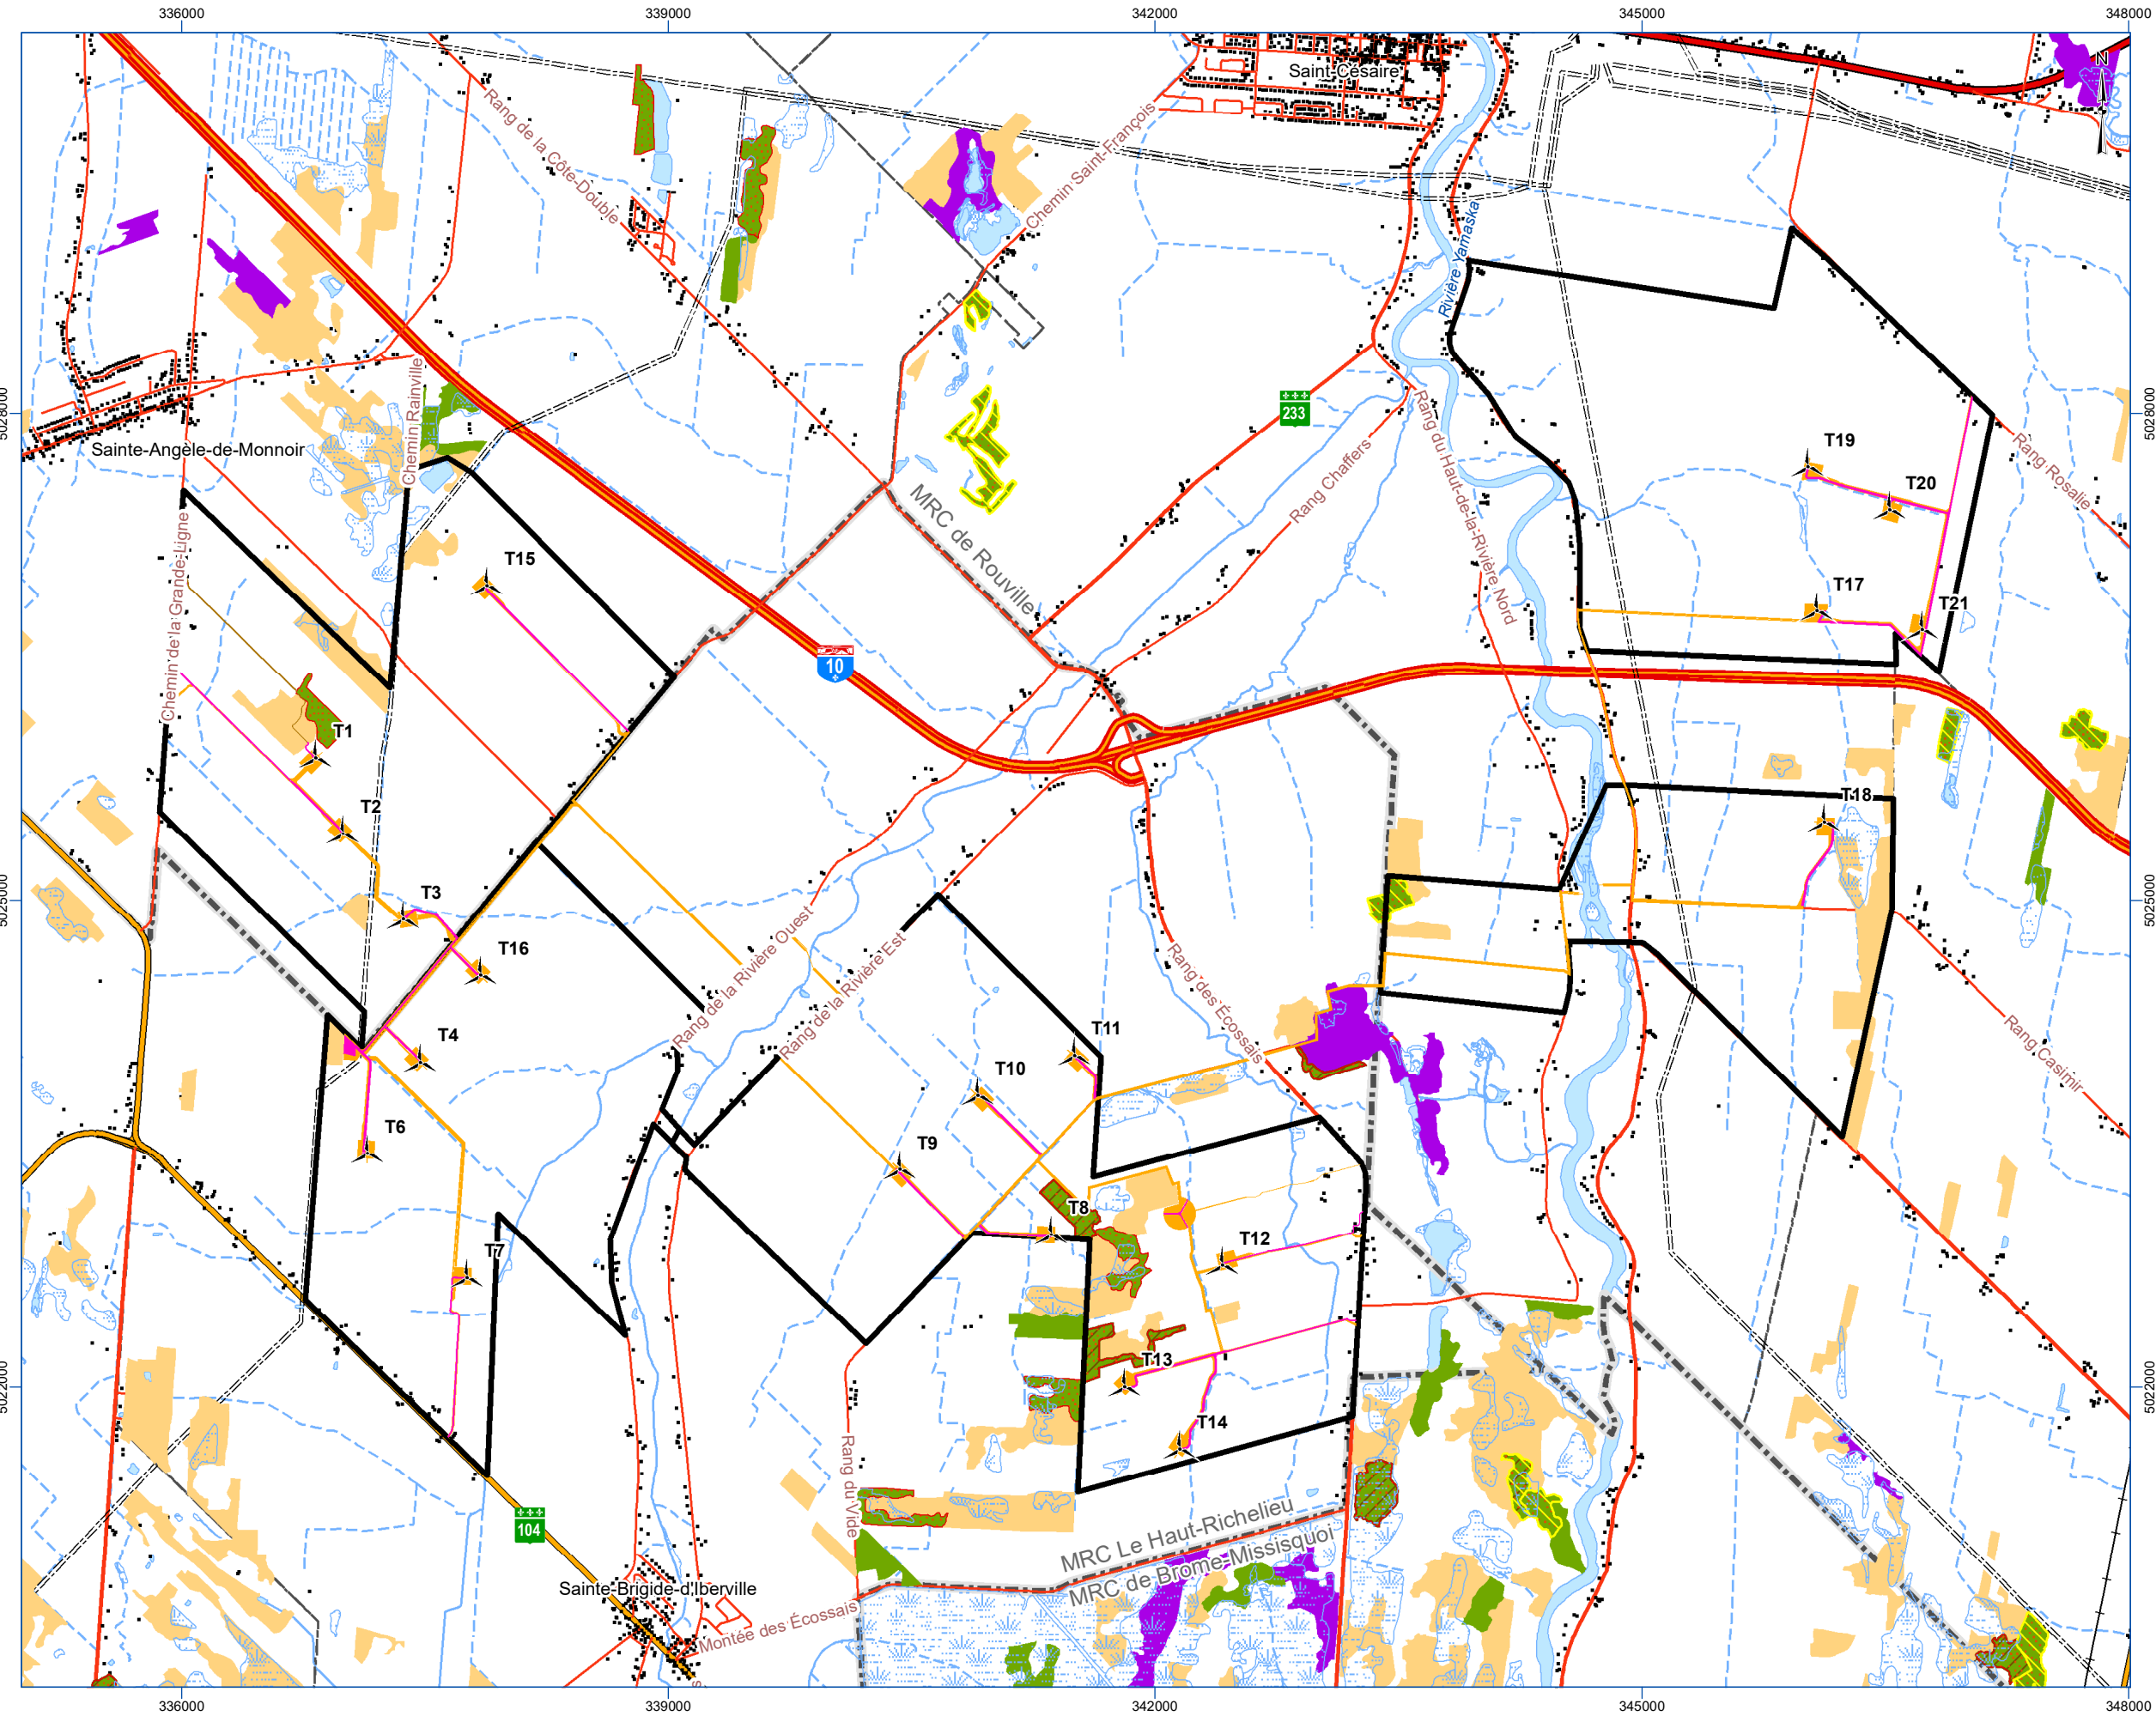 336000
339000
342000
345000
348000
N
Saint-Césaire
Rang de la Côte-Double
Chemin Saint-François
Rivière Yamaska
Chemin Rainville
5028000
5028000
233
Sainte-Angèle-de-Monnoir
Rang du Haut-de-la-Rivière Nord
Rang Chaffers
T19
Rang Rosalie
T20
MRC de Rouville
Chemin de la Grande-Ligne
T15
T17
T21
10
T1
T18
T2
5025000
5025000
T3
T16
Rang de la Rivière Ouest
Rang de la Rivière Est
Rang des Écossais
T4
T11
T10
Rang Casimir
T6
T9
T8
T12
T7
T13
5022000
5022000
T14
Rang du Vide
104
MRC Le Haut-Richelieu
MRC de Brome-Missisquoi
Sainte-Brigide-d'Iberville
Montée des Écossais
336000
339000
342000
345000
348000